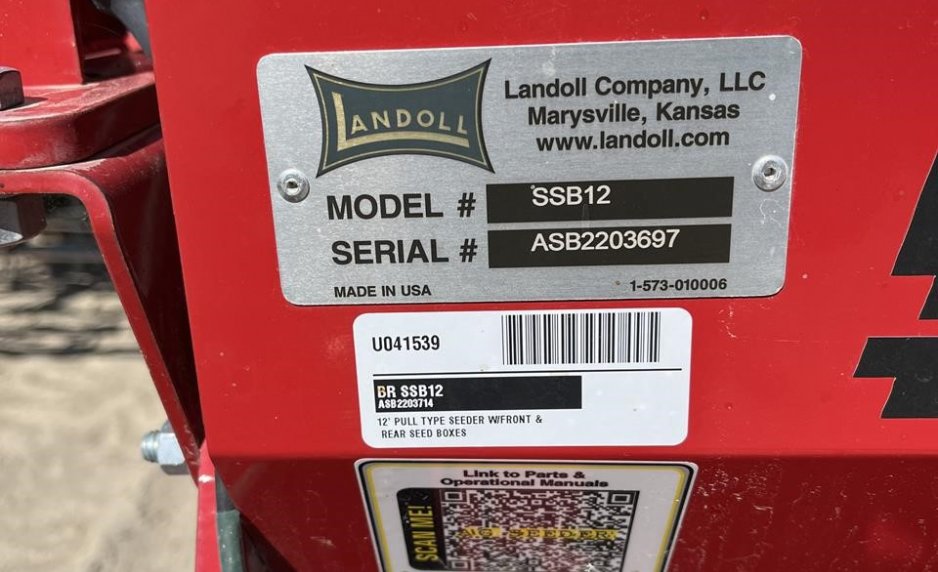 LANDOLL
Landoll Company, LLC
Marysville, Kansas
www.landoll.com
MODEL # SSB12
SERIAL # ASB2203697
MADE IN USA 1-573-010006
U041539
BR SSB12
ASB2203714
12' PULL TYPE SEEDER W/FRONT &
REAR SEED BOXES
Link to Parts &
Operational Manuals
SCAN ME!
AG SEEDER